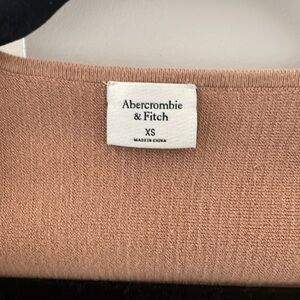 Abercrombie
& Fitch
XS
MADE IN CHINA